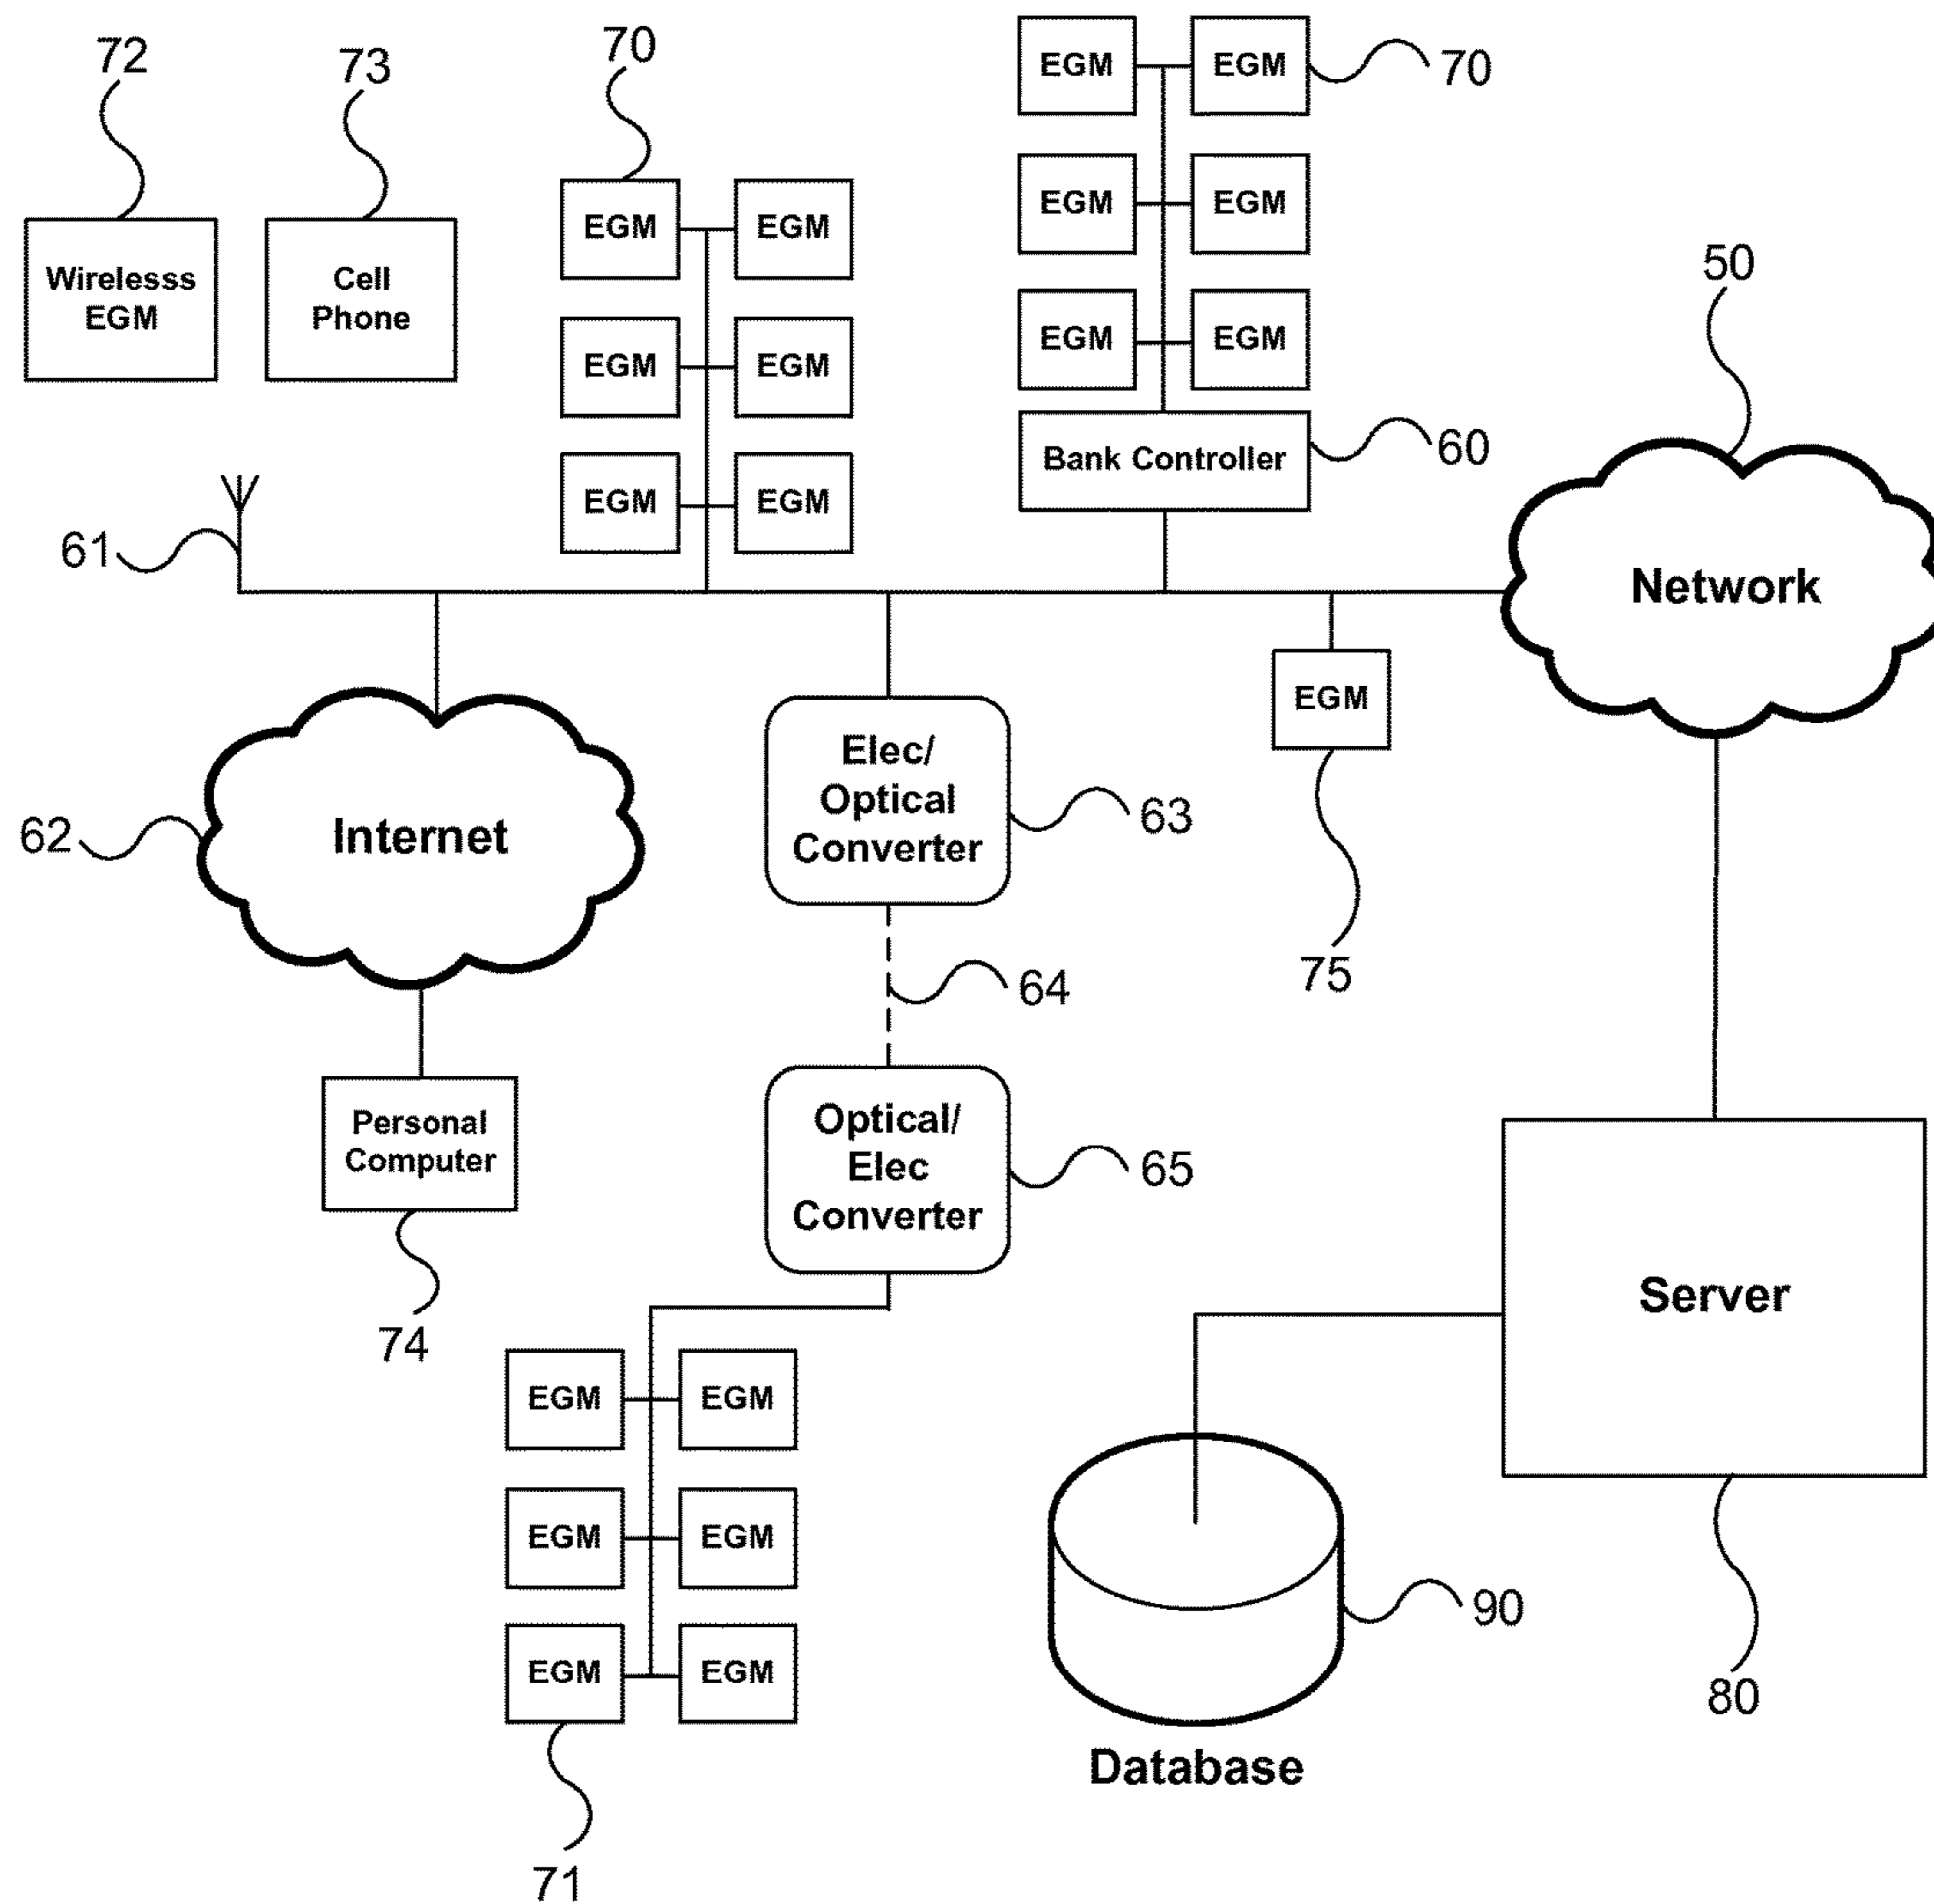 72
73
70
EGM EGM
70
Wirelesss
EGM
Cell
Phone
EGM EGM
EGM EGM
EGM EGM
EGM EGM
EGM EGM
Bank Controller
60
50
61
Network
EGM
75
62
Internet
Elec/
Optical
Converter
63
64
Personal
Computer
74
Optical/
Elec
Converter
65
Server
80
EGM EGM
EGM EGM
EGM EGM
71
90
Database